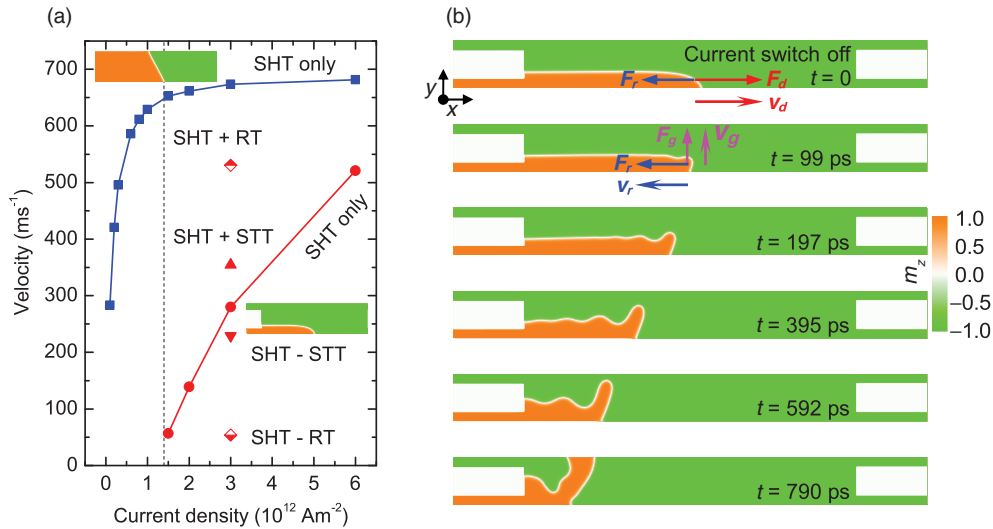 (a)
SHT only
SHT + RT
SHT + STT
SHT only
SHT - STT
SHT - RT
Velocity (ms⁻¹)
700
600
500
400
300
200
100
0
0 1 2 3 4 5 6
Current density (10¹² Am⁻²)
(b)
Current switch off
t = 0
F_r
F_d
v_d
y
x
F_g
v_g
F_r
v_r
t = 99 ps
t = 197 ps
t = 395 ps
t = 592 ps
t = 790 ps
1.0
0.5
0.0
−0.5
−1.0
m_z